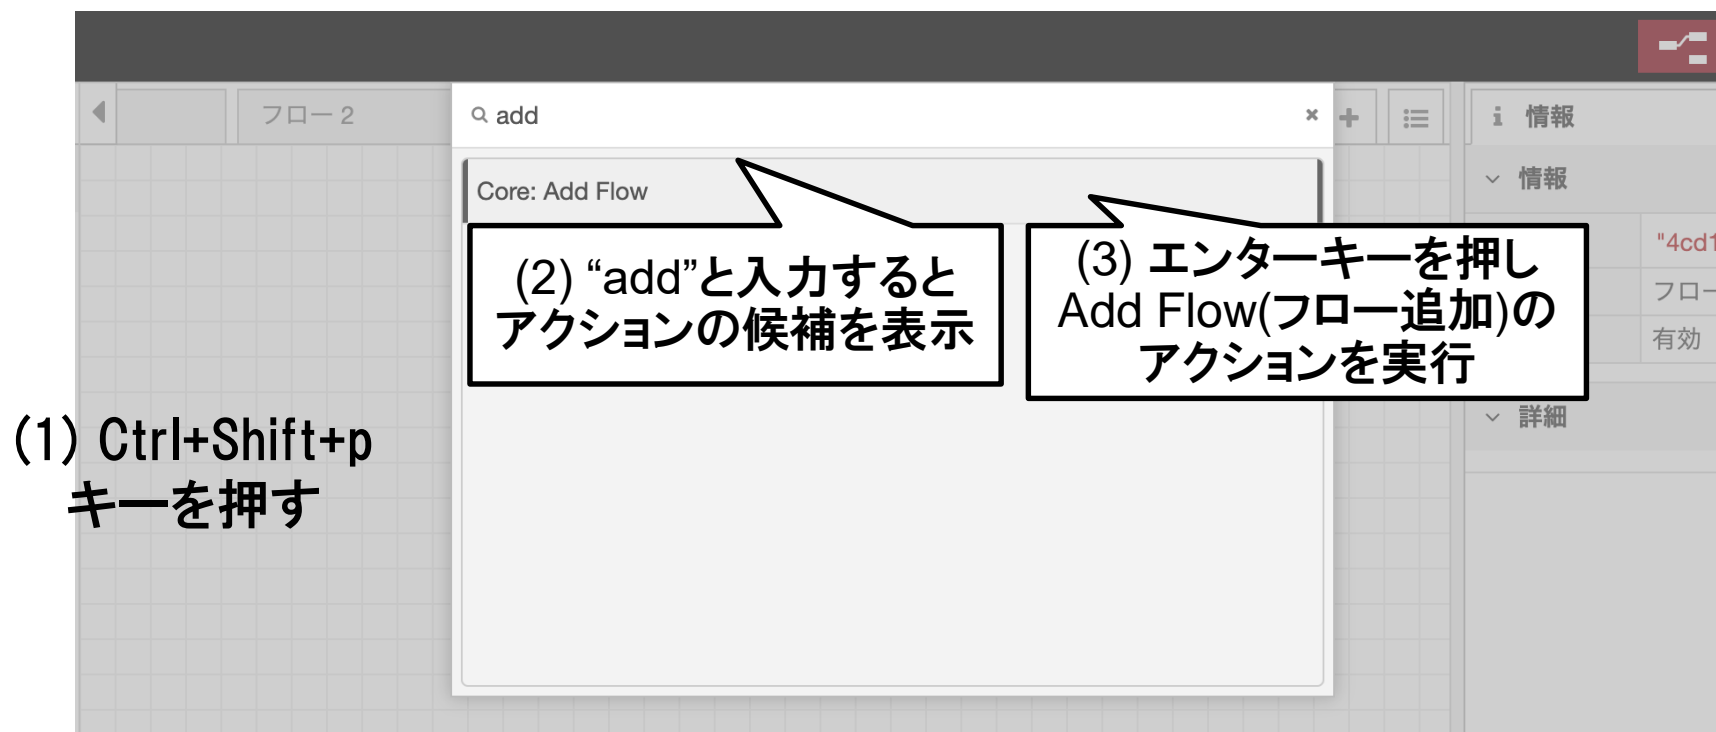 フロー 2
add
Core: Add Flow
(1) Ctrl+Shift+p
キーを押す
(2) “add”と入力すると
アクションの候補を表示
(3) エンターキーを押し
Add Flow(フロー追加)の
アクションを実行
情報
情報
"4cd1
フロー
有効
詳細